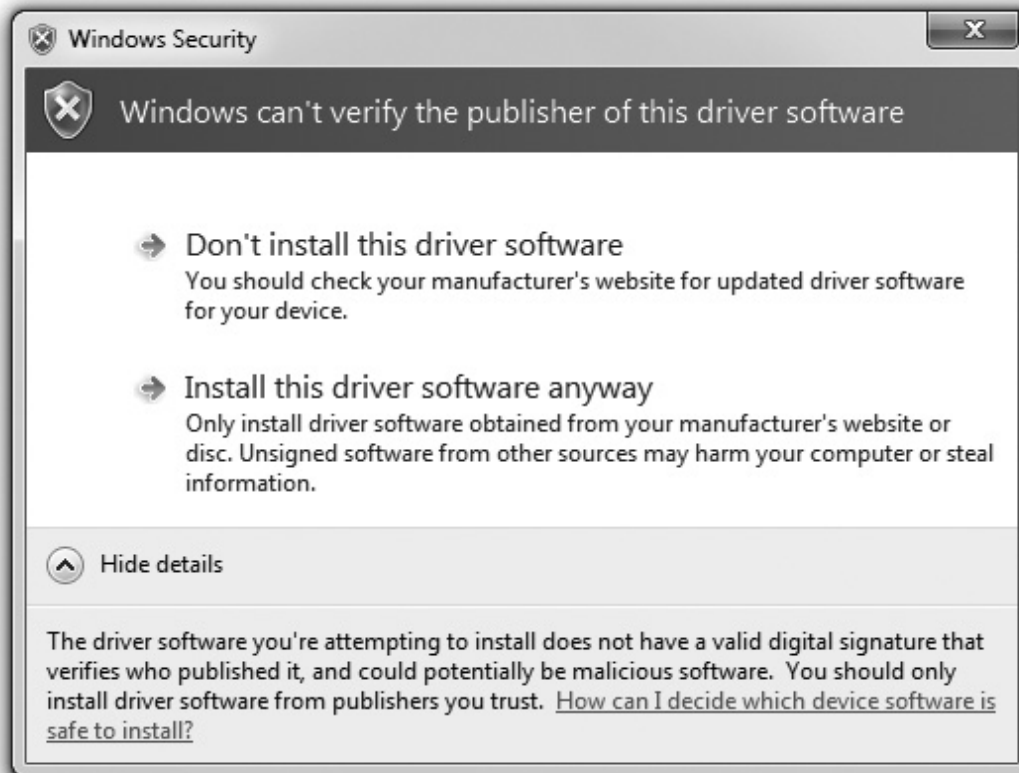 Windows Security
Windows can't verify the publisher of this driver software
Don't install this driver software
You should check your manufacturer's website for updated driver software
for your device.
Install this driver software anyway
Only install driver software obtained from your manufacturer's website or
disc. Unsigned software from other sources may harm your computer or steal
information.
Hide details
The driver software you're attempting to install does not have a valid digital signature that
verifies who published it, and could potentially be malicious software.  You should only
install driver software from publishers you trust.  How can I decide which device software is
safe to install?